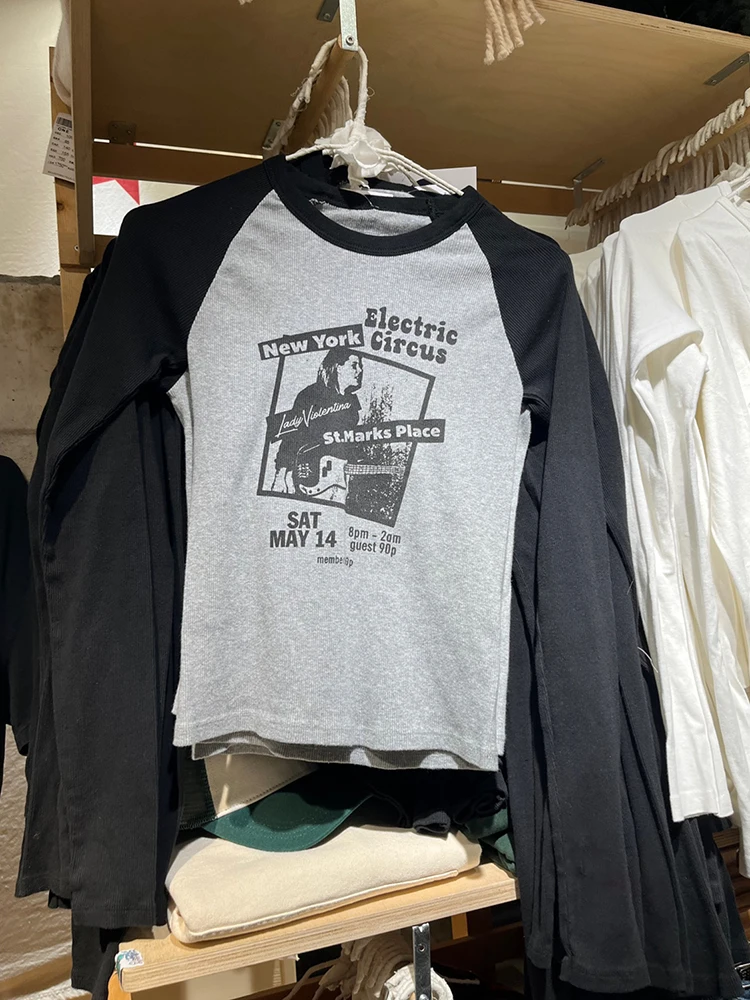 Electric
Circus
New York
Lady Violentina
St.Marks Place
SAT
MAY 14
8pm - 2am
guest 90p